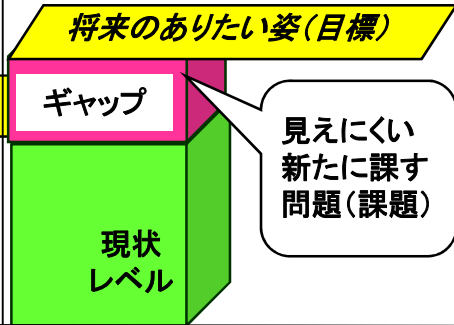 将来のありたい姿(目標)
ギャップ
見えにくい
新たに課す
問題(課題)
現状
レベル